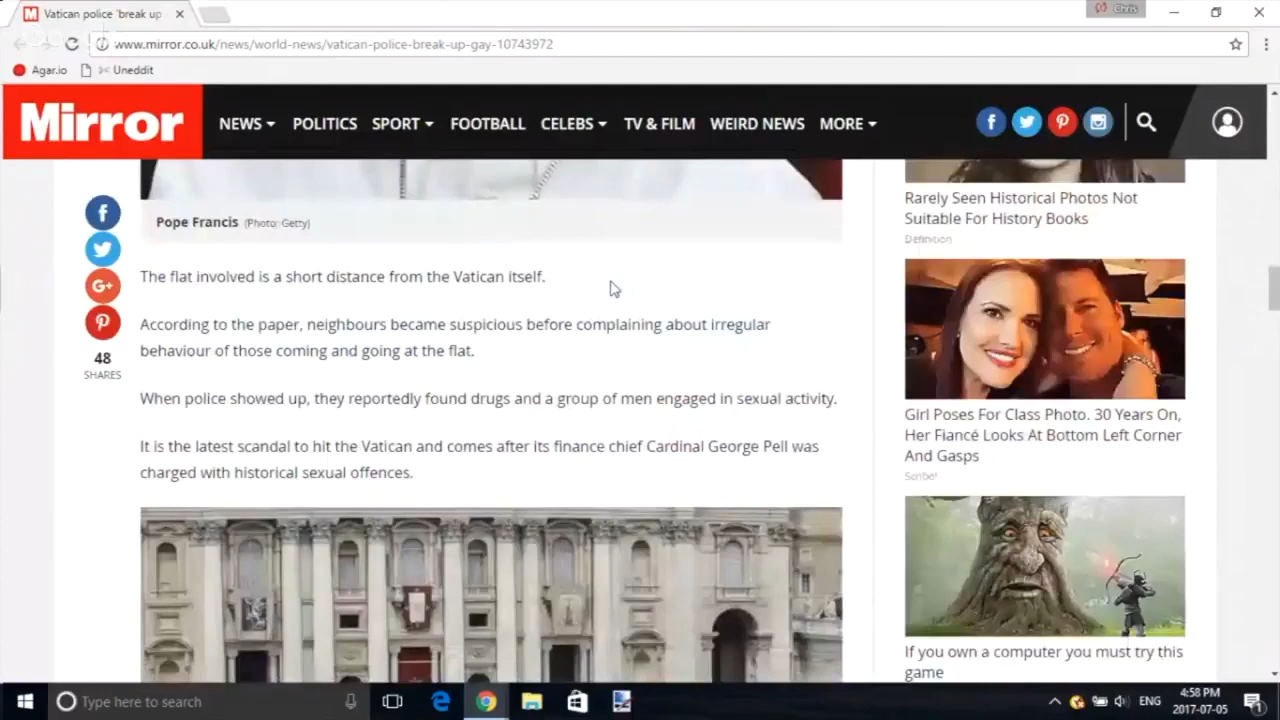 Vatican police 'break up
Chris
www.mirror.co.uk/news/world-news/vatican-police-break-up-gay-10743972
Agar.io
Uneddit
Mirror
NEWS
POLITICS
SPORT
FOOTBALL
CELEBS
TV & FILM
WEIRD NEWS
MORE
Pope Francis (Photo: Getty)
The flat involved is a short distance from the Vatican itself.
According to the paper, neighbours became suspicious before complaining about irregular
behaviour of those coming and going at the flat.
When police showed up, they reportedly found drugs and a group of men engaged in sexual activity.
It is the latest scandal to hit the Vatican and comes after its finance chief Cardinal George Pell was
charged with historical sexual offences.
G+
48
SHARES
Rarely Seen Historical Photos Not
Suitable For History Books
Definition
Girl Poses For Class Photo. 30 Years On,
Her Fiancé Looks At Bottom Left Corner
And Gasps
If you own a computer you must try this
game
Type here to search
ENG
4:58 PM
2017-07-05